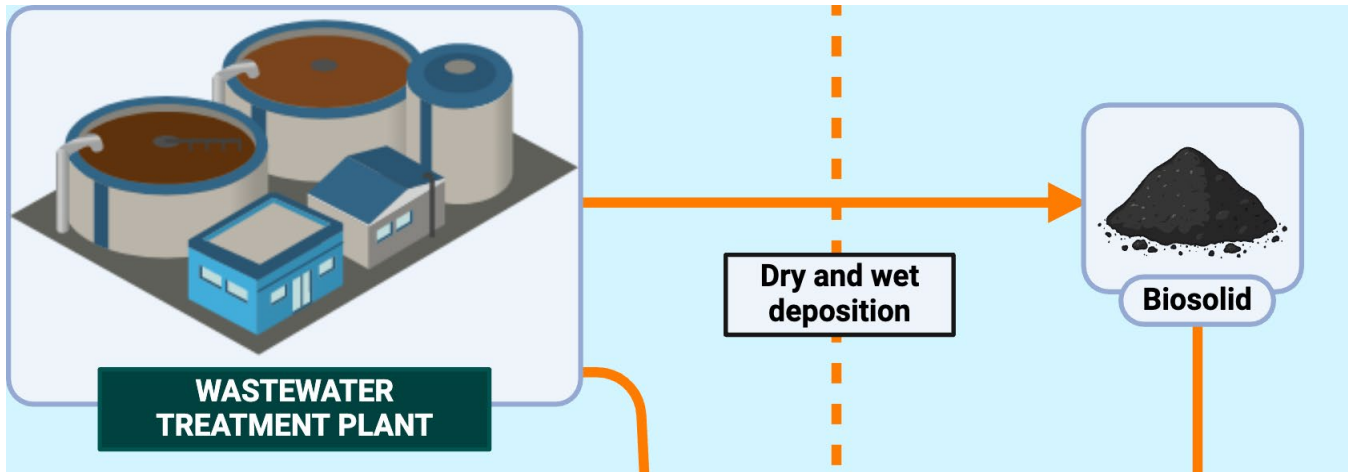 Dry and wet
deposition
Biosolid
WASTEWATER
TREATMENT PLANT